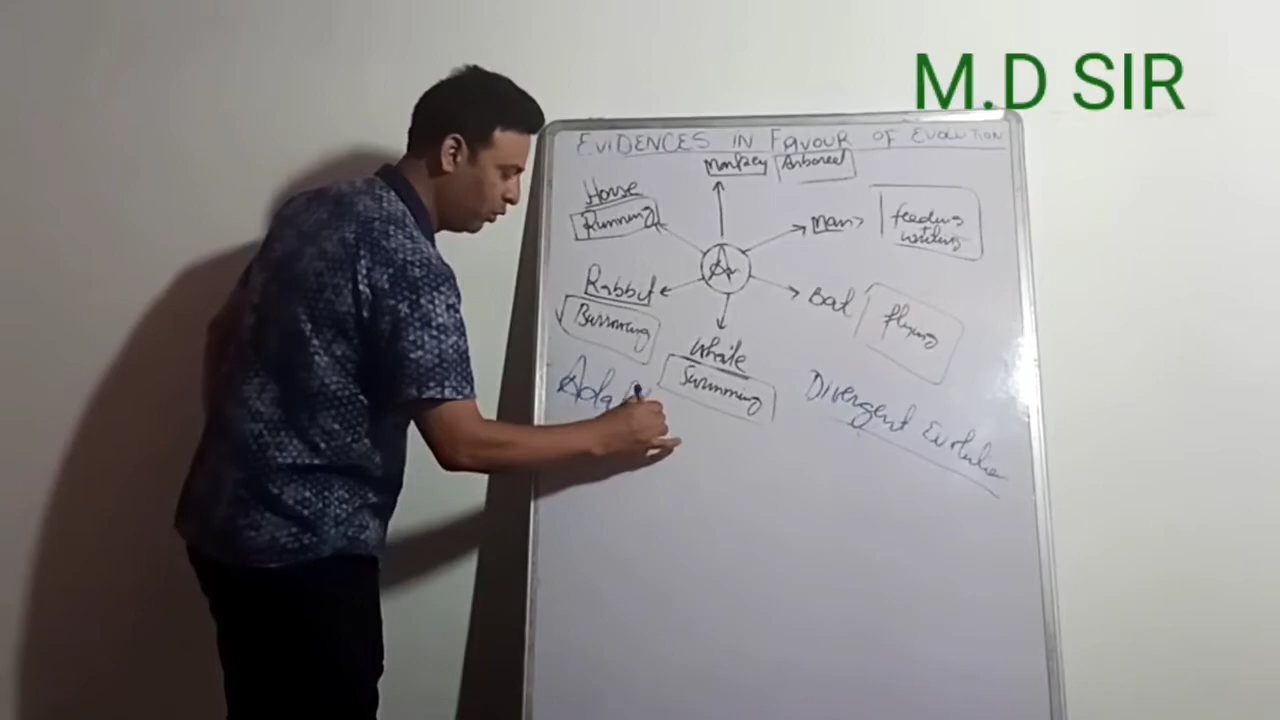 M.D SIR
EVIDENCES IN FAVOUR OF EVOLUTION
Monkey Arboreal
Horse
Running
Man
feeding
writing
Ar
Rabbit
Burrowing
Bat
flying
Whale
Swimming
Divergent Evolution